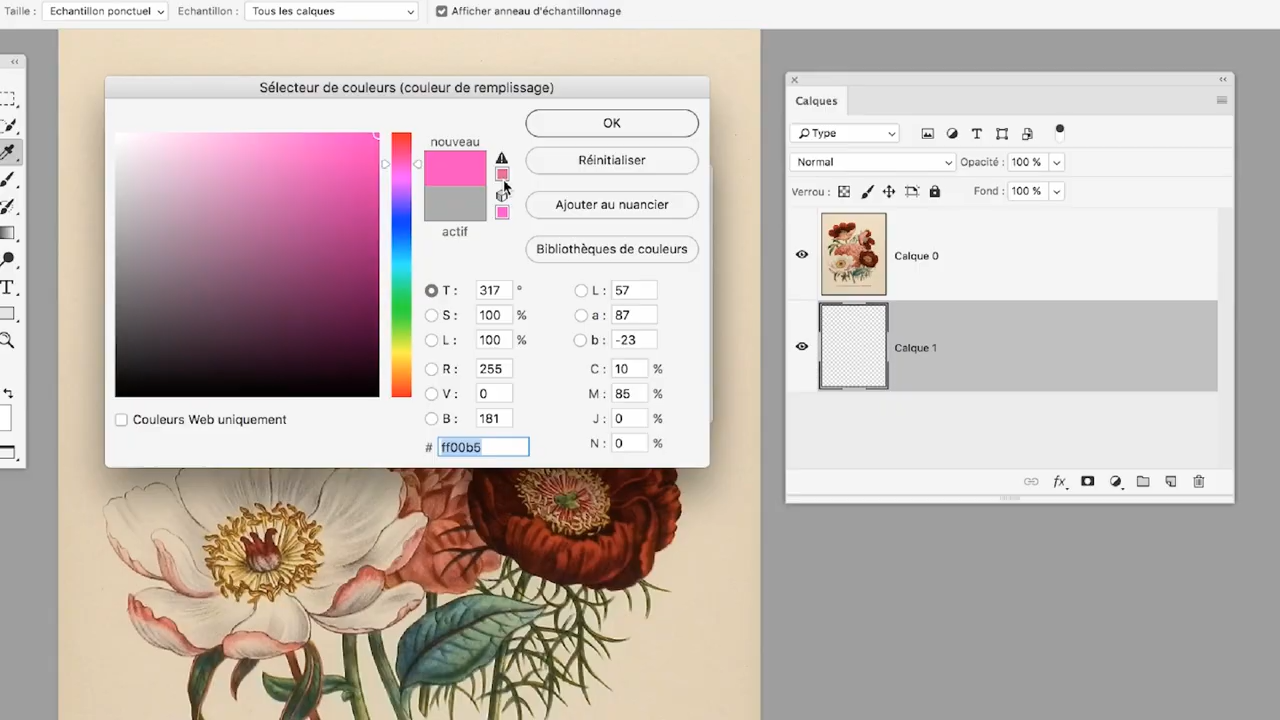 Taille : Echantillon ponctuel Echantillon : Tous les calques Afficher anneau d'échantillonnage
Sélecteur de couleurs (couleur de remplissage)
nouveau
actif
OK
Réinitialiser
Ajouter au nuancier
Bibliothèques de couleurs
T : 317 ° L : 57
S : 100 % a : 87
L : 100 % b : -23
R : 255 C : 10 %
V : 0 M : 85 %
B : 181 J : 0 %
# ff00b5 N : 0 %
Couleurs Web uniquement
Calques
Type
Normal Opacité : 100 %
Verrou : Fond : 100 %
Calque 0
Calque 1
fx